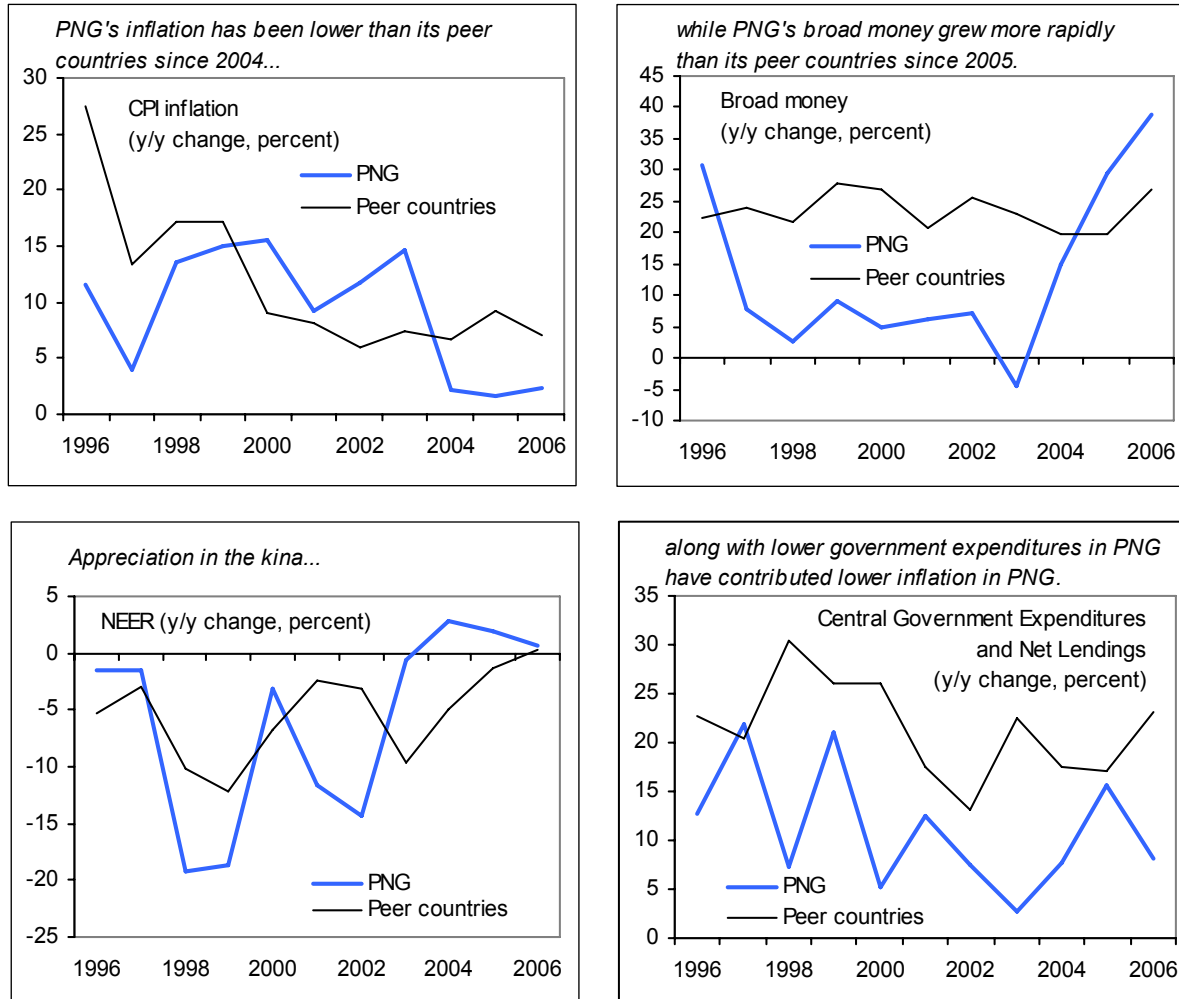 PNG's inflation has been lower than its peer
countries since 2004...
30
25
20
15
10
5
0
CPI inflation
(y/y change, percent)
PNG
Peer countries
1996 1998 2000 2002 2004 2006
while PNG's broad money grew more rapidly
than its peer countries since 2005.
45
40
35
30
25
20
15
10
5
0
-5
-10
Broad money
(y/y change, percent)
PNG
Peer countries
1996 1998 2000 2002 2004 2006
Appreciation in the kina...
5
0
-5
-10
-15
-20
-25
NEER (y/y change, percent)
PNG
Peer countries
1996 1998 2000 2002 2004 2006
along with lower government expenditures in PNG
have contributed lower inflation in PNG.
35
30
25
20
15
10
5
0
Central Government Expenditures
and Net Lendings
(y/y change, percent)
PNG
Peer countries
1996 1998 2000 2002 2004 2006